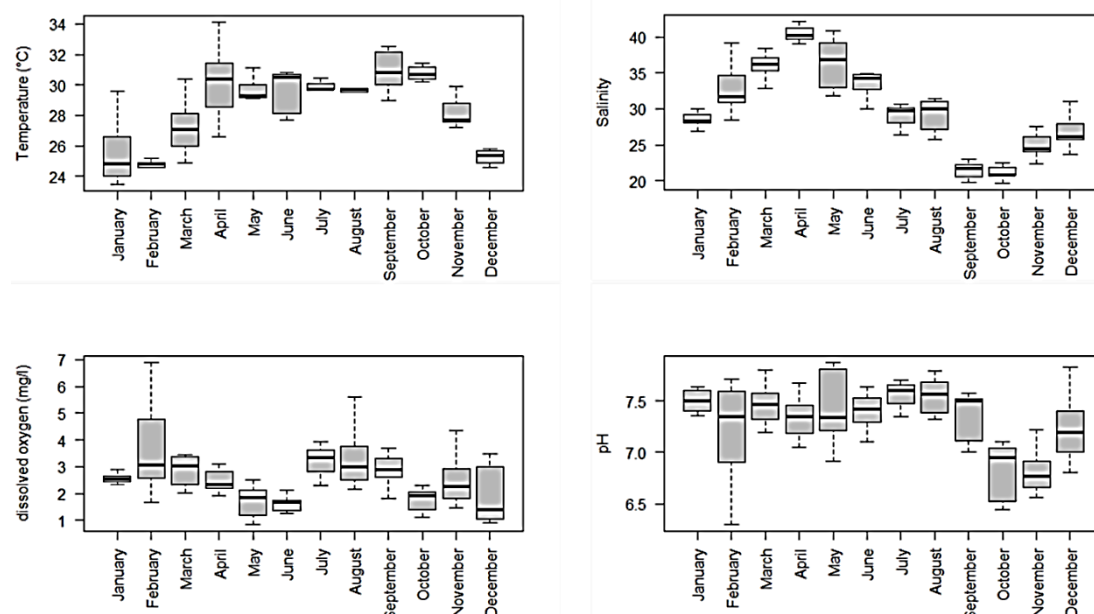 Temperature (°C)
34
32
30
28
26
24
January
February
March
April
May
June
July
August
September
October
November
December
Salinity
40
35
30
25
20
January
February
March
April
May
June
July
August
September
October
November
December
dissolved oxygen (mg/l)
7
6
5
4
3
2
1
January
February
March
April
May
June
July
August
September
October
November
December
pH
7.5
7.0
6.5
January
February
March
April
May
June
July
August
September
October
November
December